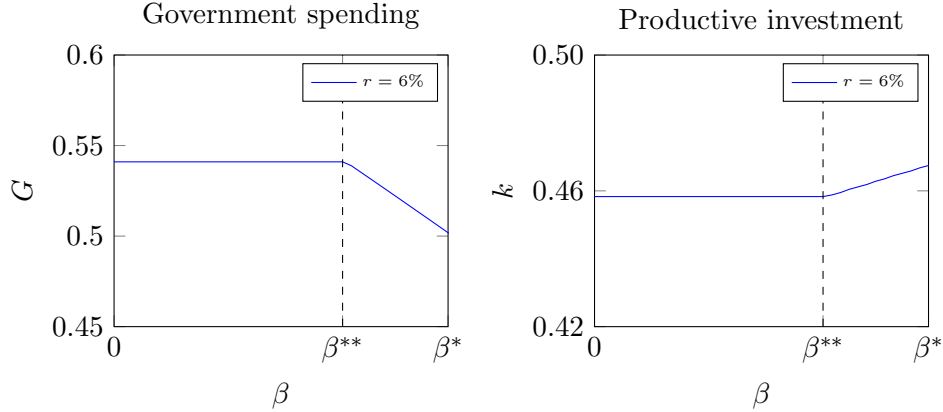 Government spending
0.6
0.55
0.5
0.45
G
r = 6%
0
β**
β*
β
Productive investment
0.50
0.46
0.42
k
r = 6%
0
β**
β*
β